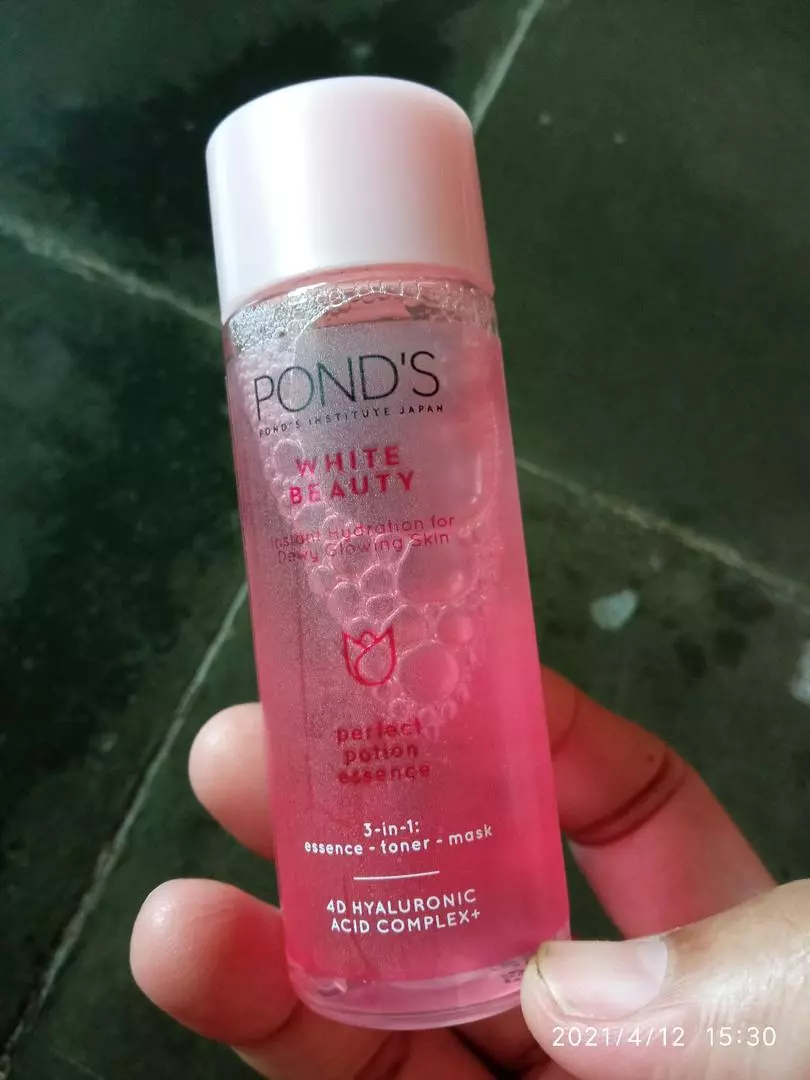 POND'S
POND'S INSTITUTE JAPAN
WHITE
BEAUTY
Instant Hydration for
Dewy Glowing Skin
perfect
potion
essence
3-in-1:
essence - toner - mask
4D HYALURONIC
ACID COMPLEX+
2021/4/12 15:30